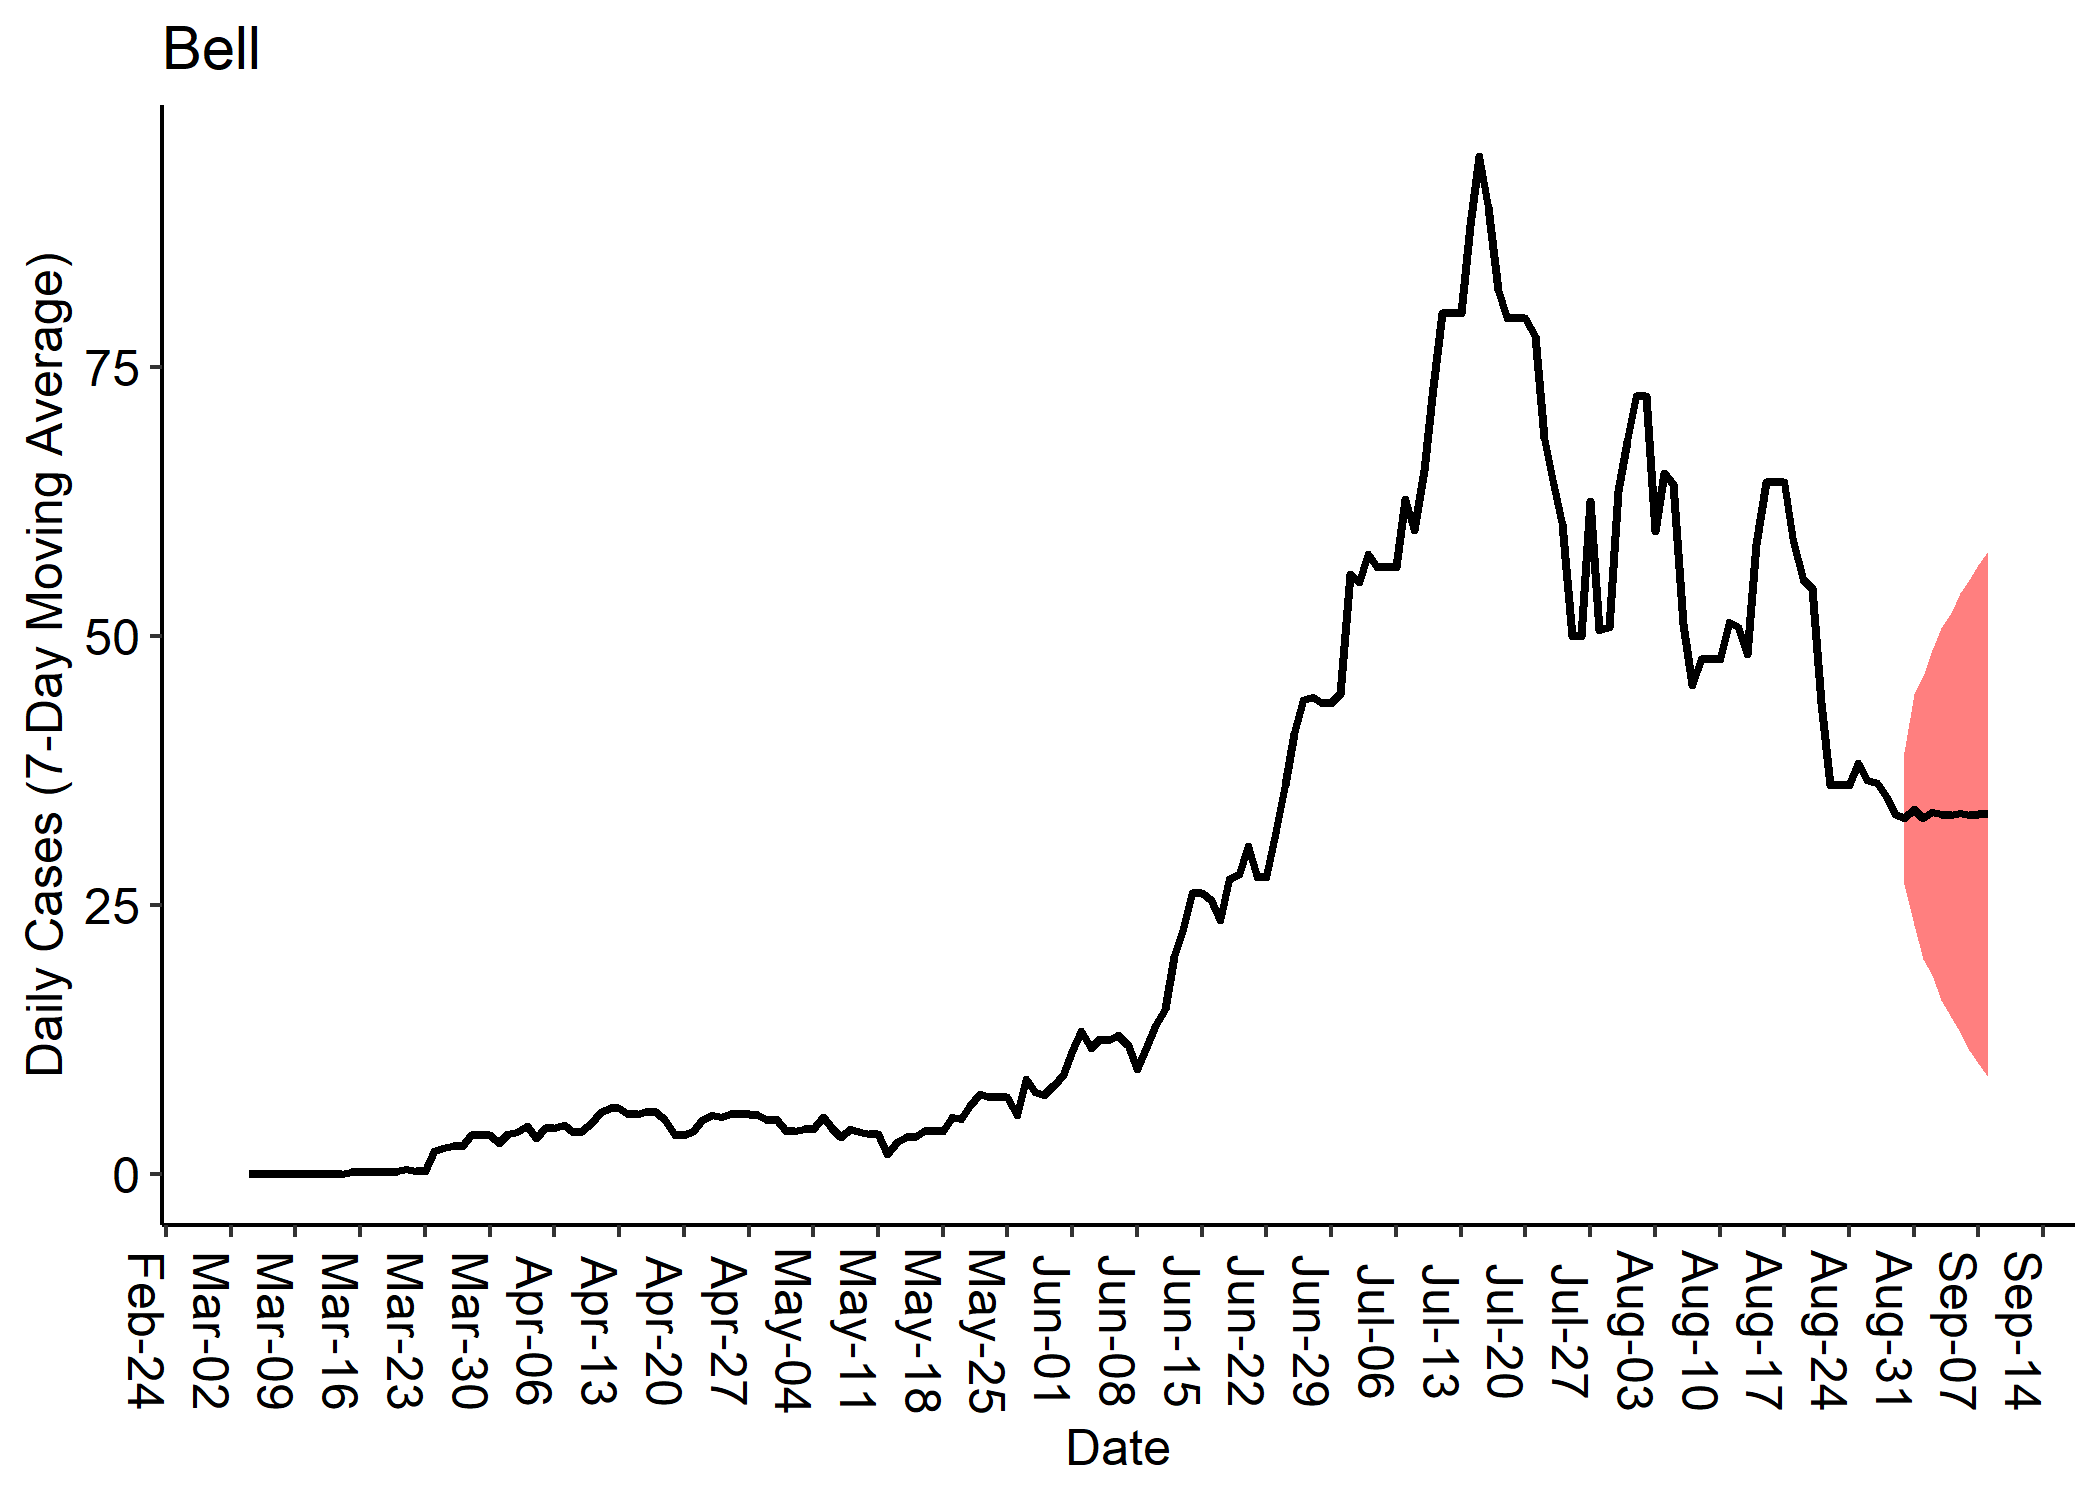 Bell
Daily Cases (7-Day Moving Average)
75
50
25
0
Feb-24
Mar-02
Mar-09
Mar-16
Mar-23
Mar-30
Apr-06
Apr-13
Apr-20
Apr-27
May-04
May-11
May-18
May-25
Jun-01
Jun-08
Jun-15
Jun-22
Jun-29
Jul-06
Jul-13
Jul-20
Jul-27
Aug-03
Aug-10
Aug-17
Aug-24
Aug-31
Sep-07
Sep-14
Date